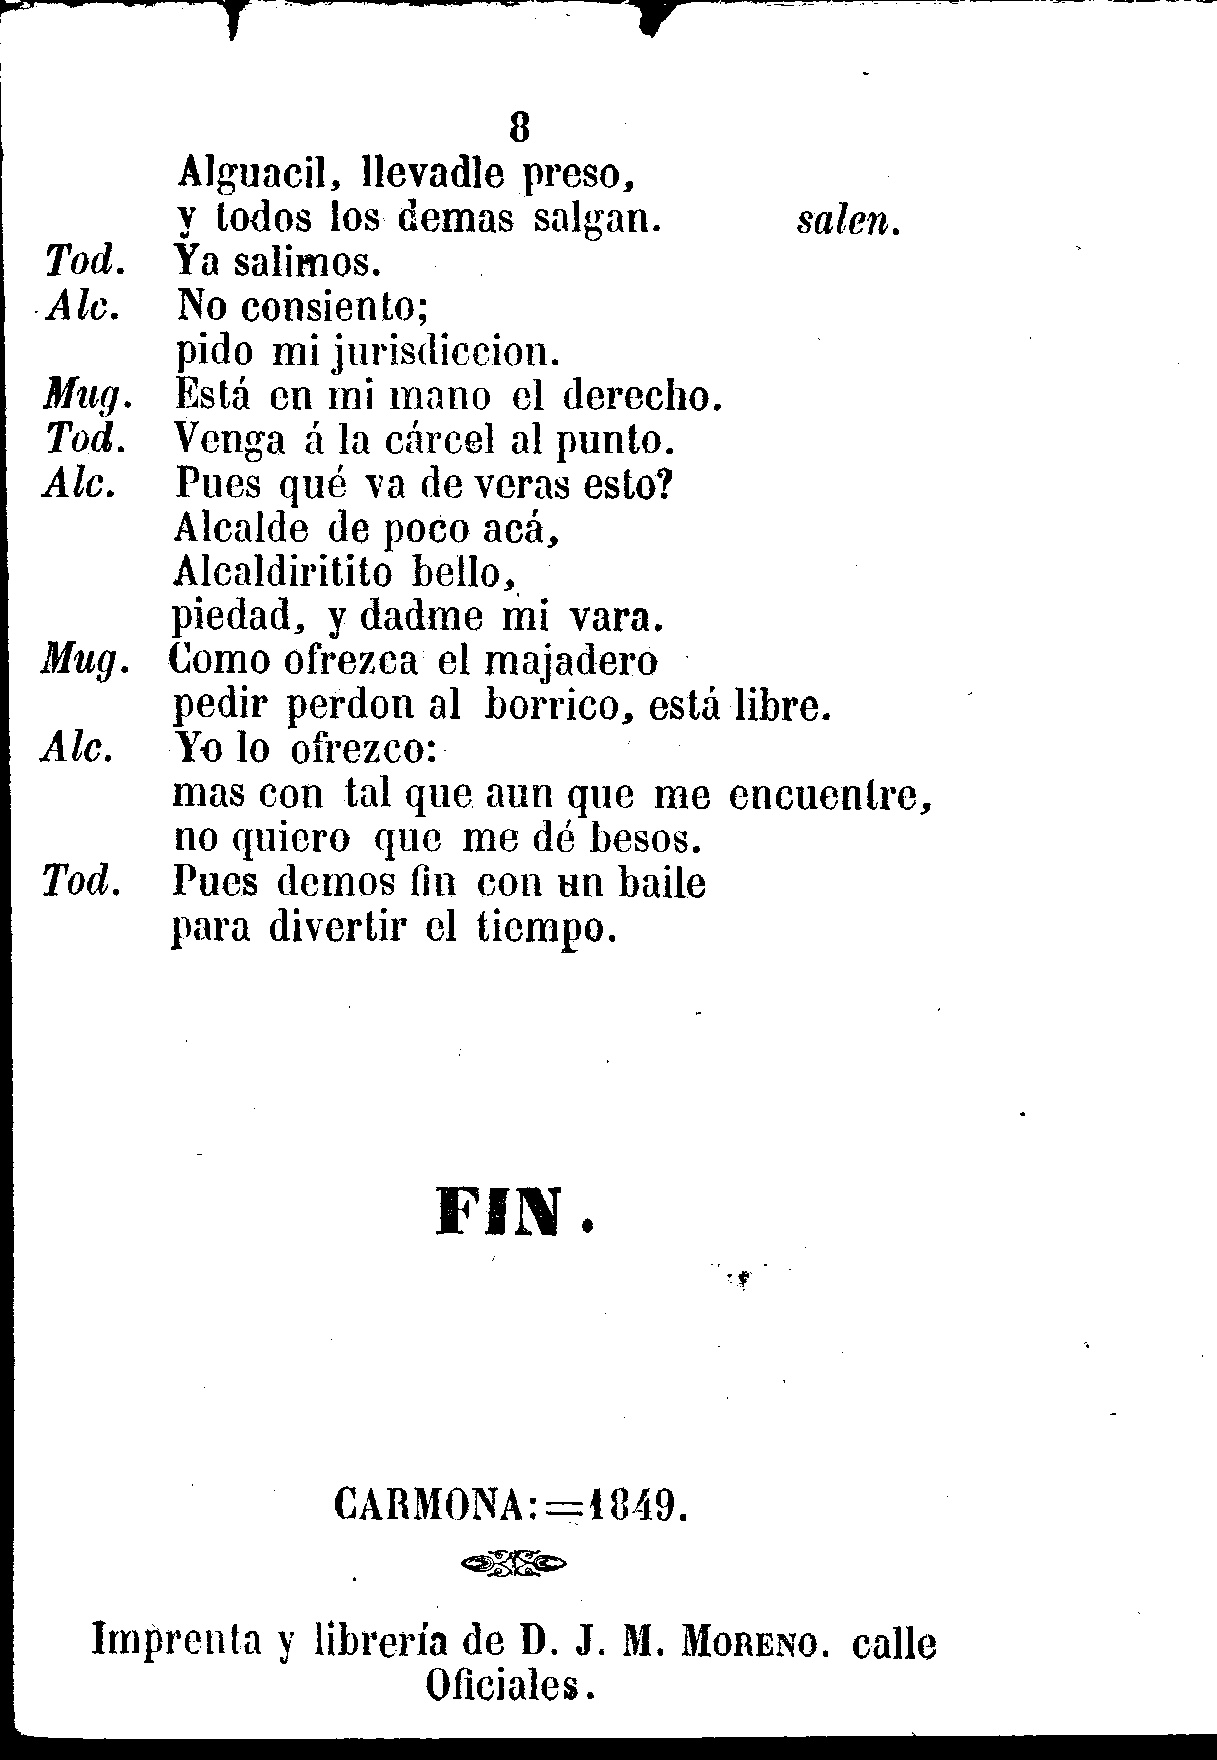 8
Alguacil, llevadle preso,
y todos los demas salgan. salen.
Tod. Ya salimos.
Alc. No consiento;
pido mi jurisdiccion.
Mug. Está en mi mano el derecho.
Tod. Venga á la cárcel al punto.
Alc. Pues qué va de veras esto?
Alcalde de poco acá,
Alcaldiritito bello,
piedad, y dadme mi vara.
Mug. Como ofrezca el majadero
pedir perdon al borrico, está libre.
Alc. Yo lo ofrezco:
mas con tal que aun que me encuentre,
no quiero que me dé besos.
Tod. Pues demos fin con un baile
para divertir el tiempo.
FIN.
CARMONA:=1849.
Imprenta y librería de D. J. M. MORENO. calle
Oficiales.